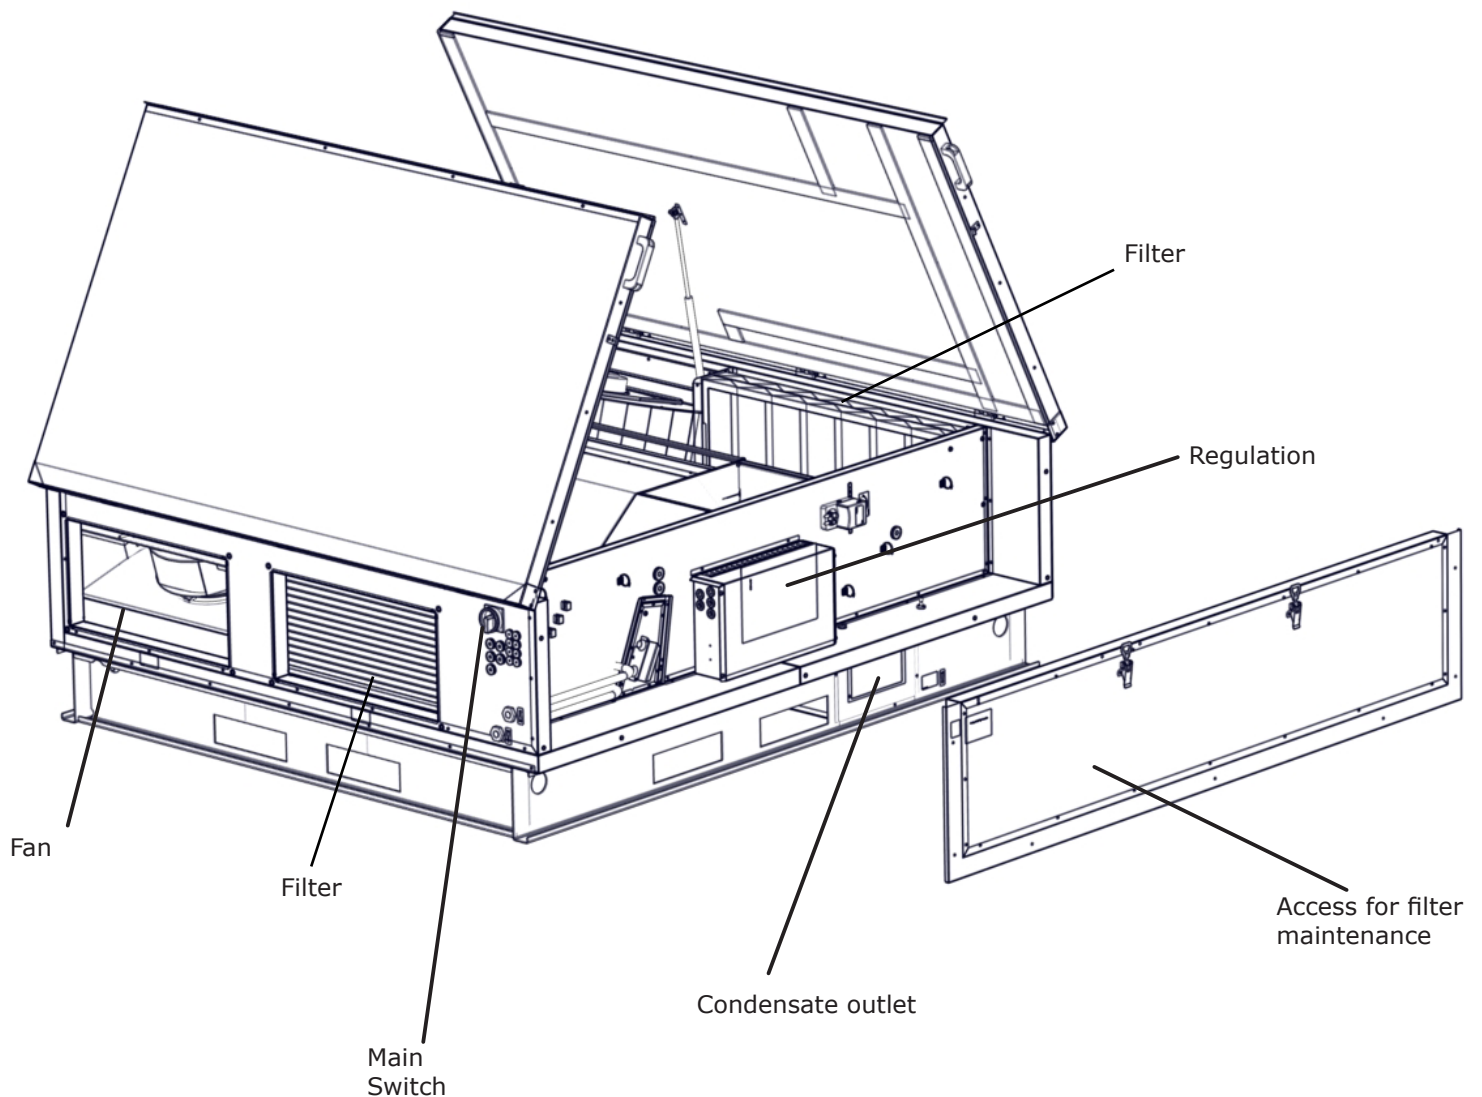 Filter
Regulation
Fan
Filter
Access for filter
maintenance
Condensate outlet
Main
Switch